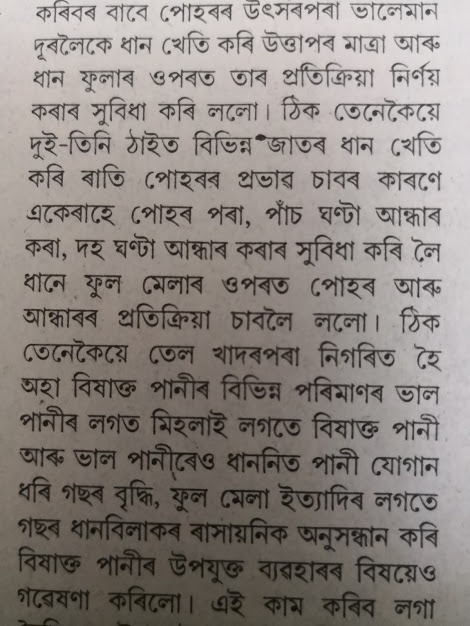 কৰিবৰ বাবে পোহৰৰ উৎসৰপৰা ভালেমান
দূৰলৈকে ধান খেতি কৰি উত্তাপৰ মাত্ৰা আৰু
ধান ফুলাৰ ওপৰত তাৰ প্ৰতিক্ৰিয়া নিৰ্ণয়
কৰাৰ সুবিধা কৰি ললো। ঠিক তেনেকৈয়ে
দুই-তিনি ঠাইত বিভিন্ন জাতৰ ধান খেতি
কৰি ৰাতি পোহৰৰ প্ৰভাৱ চাবৰ কাৰণে
একেবাৰে পোহৰ পৰা, পাঁচ ঘণ্টা আন্ধাৰ
কৰা, দহ ঘণ্টা আন্ধাৰ কৰাৰ সুবিধা কৰি লৈ
ধানে ফুল মেলাৰ ওপৰত পোহৰ আৰু
আন্ধাৰৰ প্ৰতিক্ৰিয়া চাবলৈ ললো। ঠিক
তেনেকৈয়ে তেল খাদৰপৰা নিগৰিত হৈ
অহা বিষাক্ত পানীৰ বিভিন্ন পৰিমাণৰ ভাল
পানীৰ লগত মিহলাই লগতে বিষাক্ত পানী
আৰু ভাল পানীৰেও ধাননিত পানী যোগান
ধৰি গছৰ বৃদ্ধি, ফুল মেলা ইত্যাদিৰ লগতে
গছৰ ধানবিলাকৰ ৰাসায়নিক অনুসন্ধান কৰি
বিষাক্ত পানীৰ উপযুক্ত ব্যৱহাৰৰ বিষয়েও
গৱেষণা কৰিলো। এই কাম কৰিব লগা